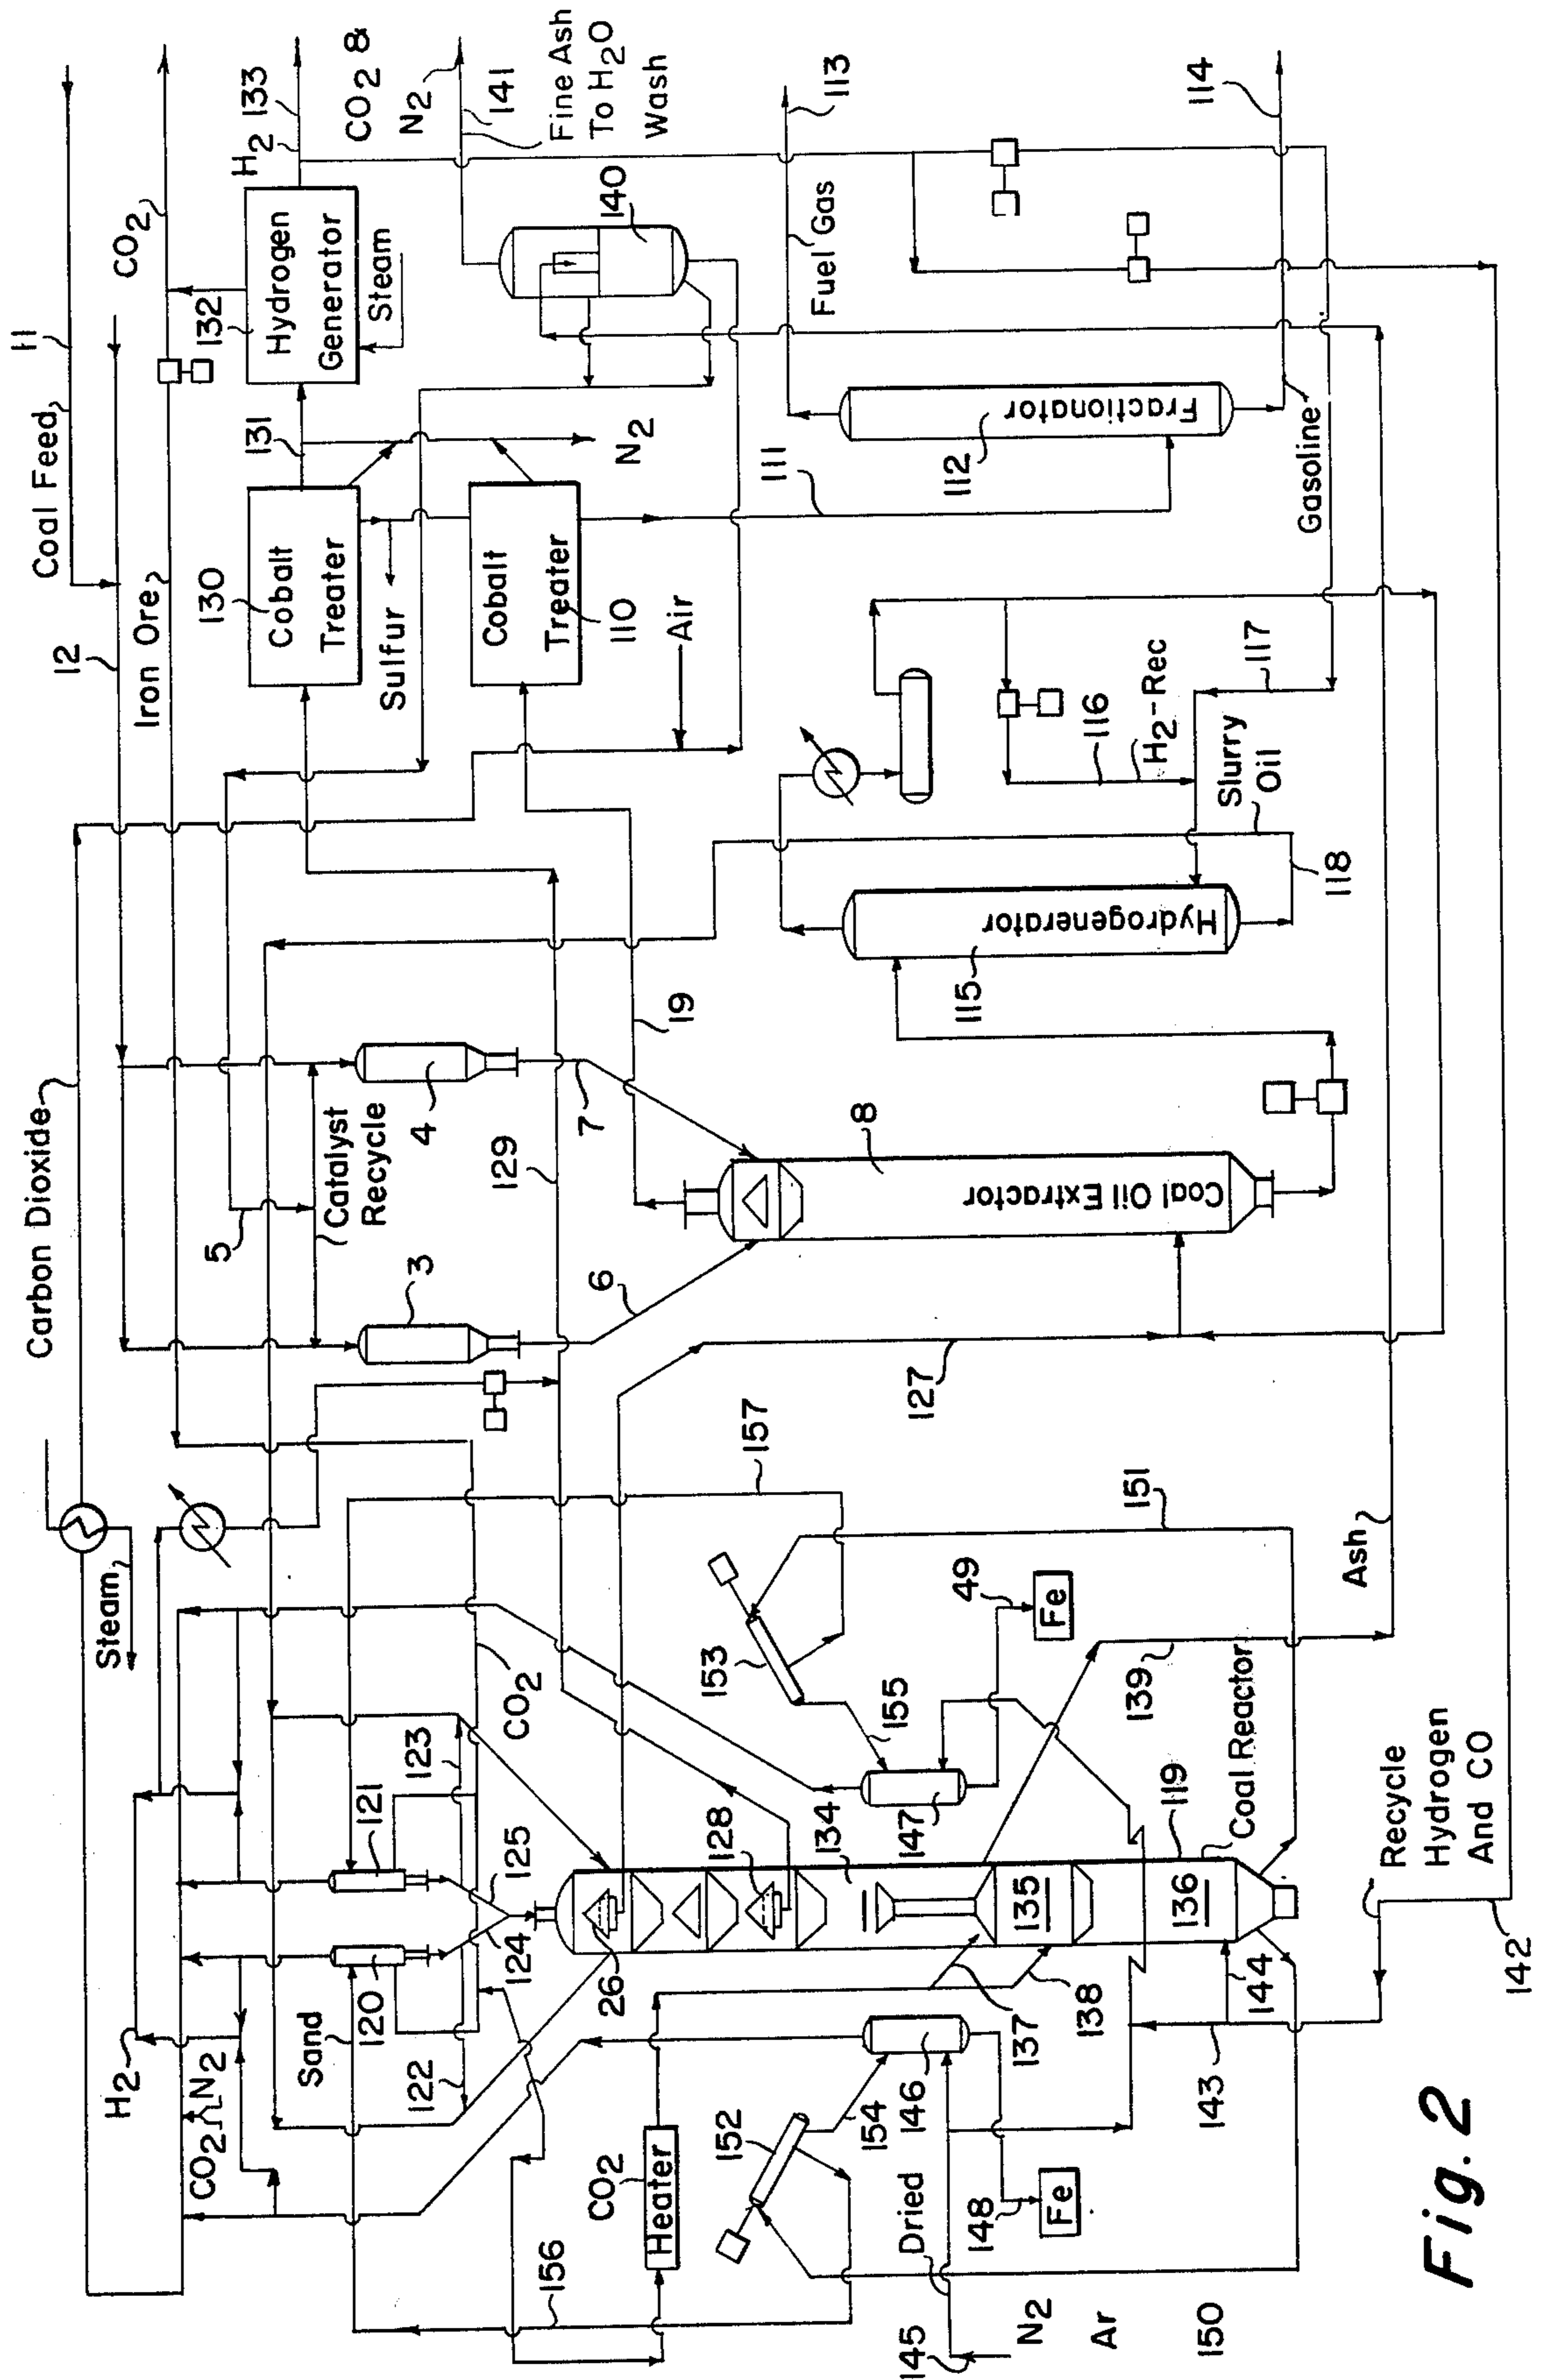 Coal Feed
11
12
CO2
Iron Ore
132
Hydrogen
Generator
Steam
H2
133
CO2 &
N2
141
Fine Ash
To H2O
Wash
131
130
Cobalt
Treater
Sulfur
Cobalt
Treater
110
N2
Air
140
113
Fuel Gas
114
111
112
Fractionator
Gasoline
116
H2-Rec
117
Slurry
Oil
118
115
Hydrogenerator
Carbon Dioxide
5
Catalyst
Recycle
4
7
3
6
129
19
8
Coal Oil Extractor
127
Steam
157
151
Ash
CO2
123
121
125
153
155
49
Fe
139
128
134
147
119
Coal Reactor
135
136
Recycle
Hydrogen
And CO
142
H2
CO2
N2
Sand
120
122
124
26
137
138
144
143
CO2
Heater
152
154
146
148
Fe
156
Dried
145
N2
Ar
150
Fig. 2